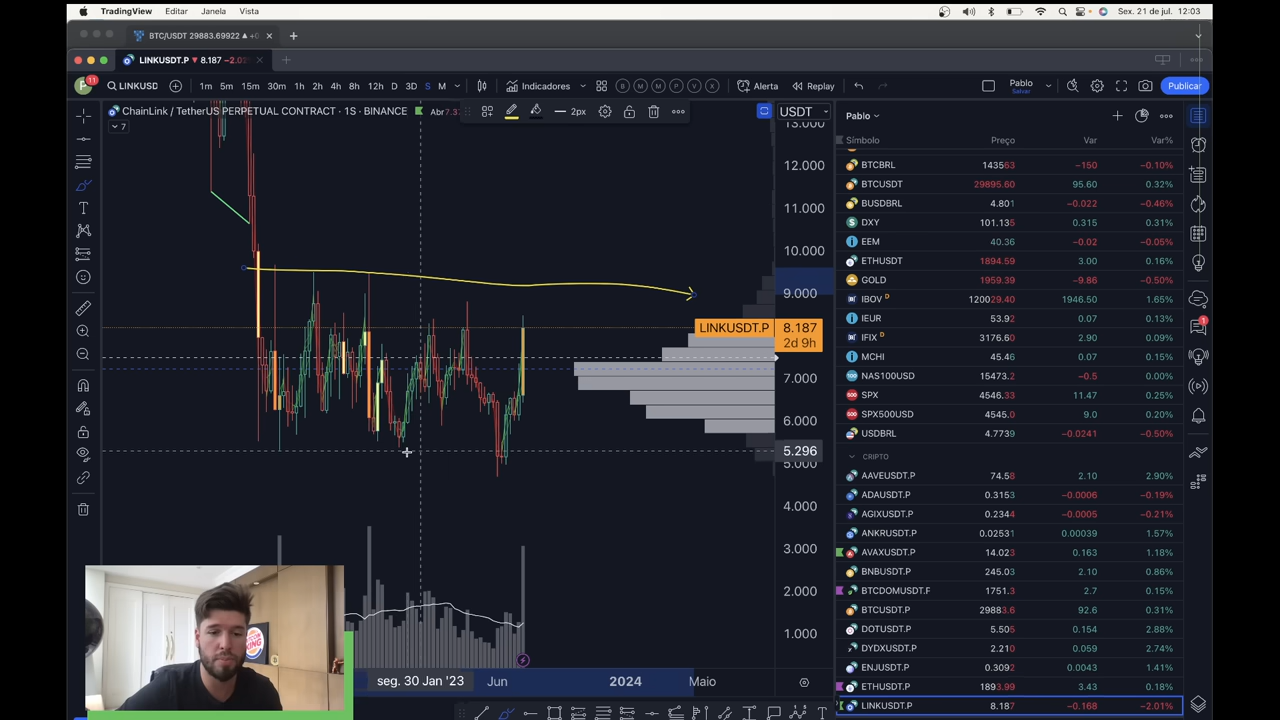 TradingView Editar Janela Vista Sex. 21 de jul. 12:03
BTC/USDT 29883.69922
LINKUSDT.P 8.187 -2.0
11 LINKUSD 1m 5m 15m 30m 1h 2h 4h 8h 12h D 3D S M Indicadores B M M P V X Alerta Replay Pablo Salvar Publicar
ChainLink / TetherUS PERPETUAL CONTRACT · 1S · BINANCE Abr 7.3 2px USDT
7
13.000
12.000
11.000
10.000
9.000
LINKUSDT.P 8.187
2d 9h
7.000
6.000
5.296
5.000
4.000
3.000
2.000
1.000
seg. 30 Jan '23 Jun 2024 Maio
BURGER KING
Pablo
Símbolo Preço Var Var%
BTCBRL 143563 −150 −0.10%
BTCUSDT 29895.60 95.60 0.32%
BUSDBRL 4.801 −0.022 −0.46%
DXY 101.135 0.315 0.31%
EEM 40.36 −0.02 −0.05%
ETHUSDT 1894.59 3.00 0.16%
GOLD 1959.39 −9.86 −0.50%
IBOV D 120029.40 1946.50 1.65%
IEUR 53.92 0.07 0.13%
IFIX D 3176.60 2.90 0.09%
MCHI 45.46 0.07 0.15%
NAS100USD 15473.2 −0.5 0.00%
SPX 4546.33 11.47 0.25%
SPX500USD 4545.0 9.0 0.20%
USDBRL 4.7739 −0.0241 −0.50%
CRIPTO
AAVEUSDT.P 74.58 2.10 2.90%
ADAUSDT.P 0.3153 −0.0006 −0.19%
AGIXUSDT.P 0.2344 −0.0005 −0.21%
ANKRUSDT.P 0.02531 0.00039 1.57%
AVAXUSDT.P 14.023 0.163 1.18%
BNBUSDT.P 245.03 2.10 0.86%
BTCDOMUSDT.F 1751.3 2.7 0.15%
BTCUSDT.P 29883.6 92.6 0.31%
DOTUSDT.P 5.505 0.154 2.88%
DYDXUSDT.P 2.210 0.059 2.74%
ENJUSDT.P 0.3092 0.0043 1.41%
ETHUSDT.P 1893.99 3.43 0.18%
LINKUSDT.P 8.187 −0.168 −2.01%
1